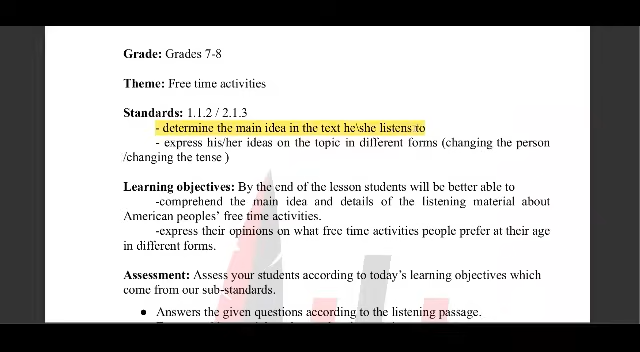 Grade: Grades 7-8
Theme: Free time activities
Standards: 1.1.2 / 2.1.3
- determine the main idea in the text he\she listens to
- express his/her ideas on the topic in different forms (changing the person
/changing the tense )
Learning objectives: By the end of the lesson students will be better able to
-comprehend the main idea and details of the listening material about
American peoples’ free time activities.
-express their opinions on what free time activities people prefer at their age
in different forms.
Assessment: Assess your students according to today’s learning objectives which
come from our sub-standards.
● Answers the given questions according to the listening passage.